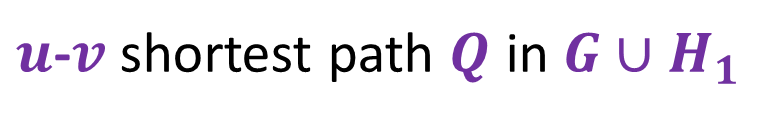 u-v shortest path Q in G ∪ H₁